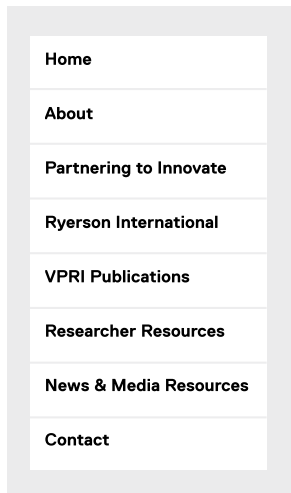 Home
About
Partnering to Innovate
Ryerson International
VPRI Publications
Researcher Resources
News & Media Resources
Contact